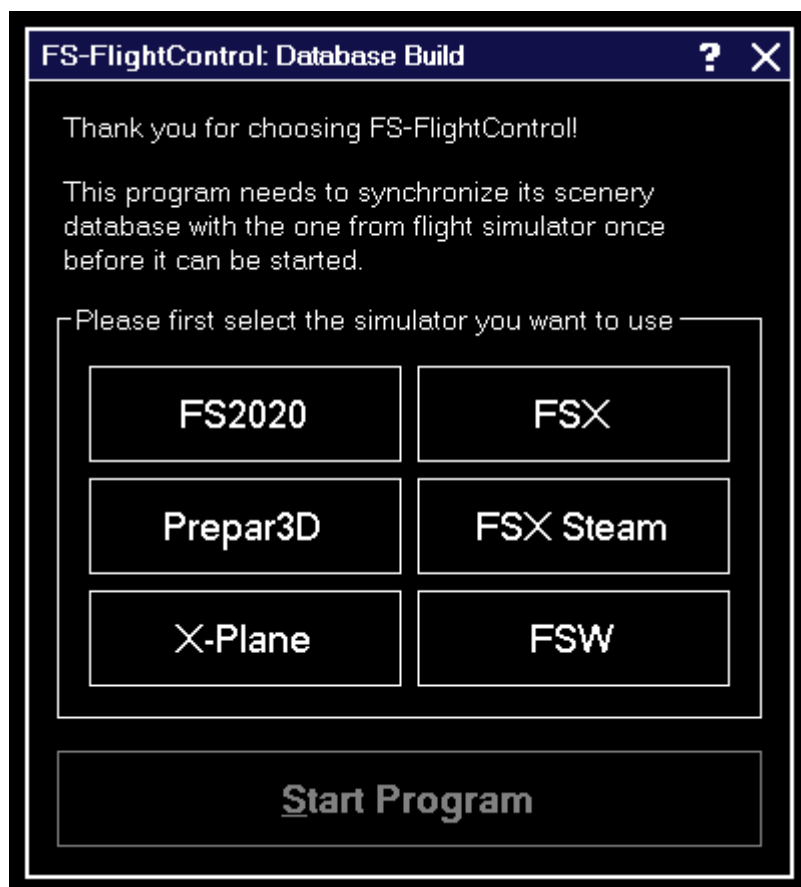 FS-FlightControl: Database Build ? X
Thank you for choosing FS-FlightControl!
This program needs to synchronize its scenery
database with the one from flight simulator once
before it can be started.
Please first select the simulator you want to use
FS2020 FSX
Prepar3D FSX Steam
X-Plane FSW
Start Program